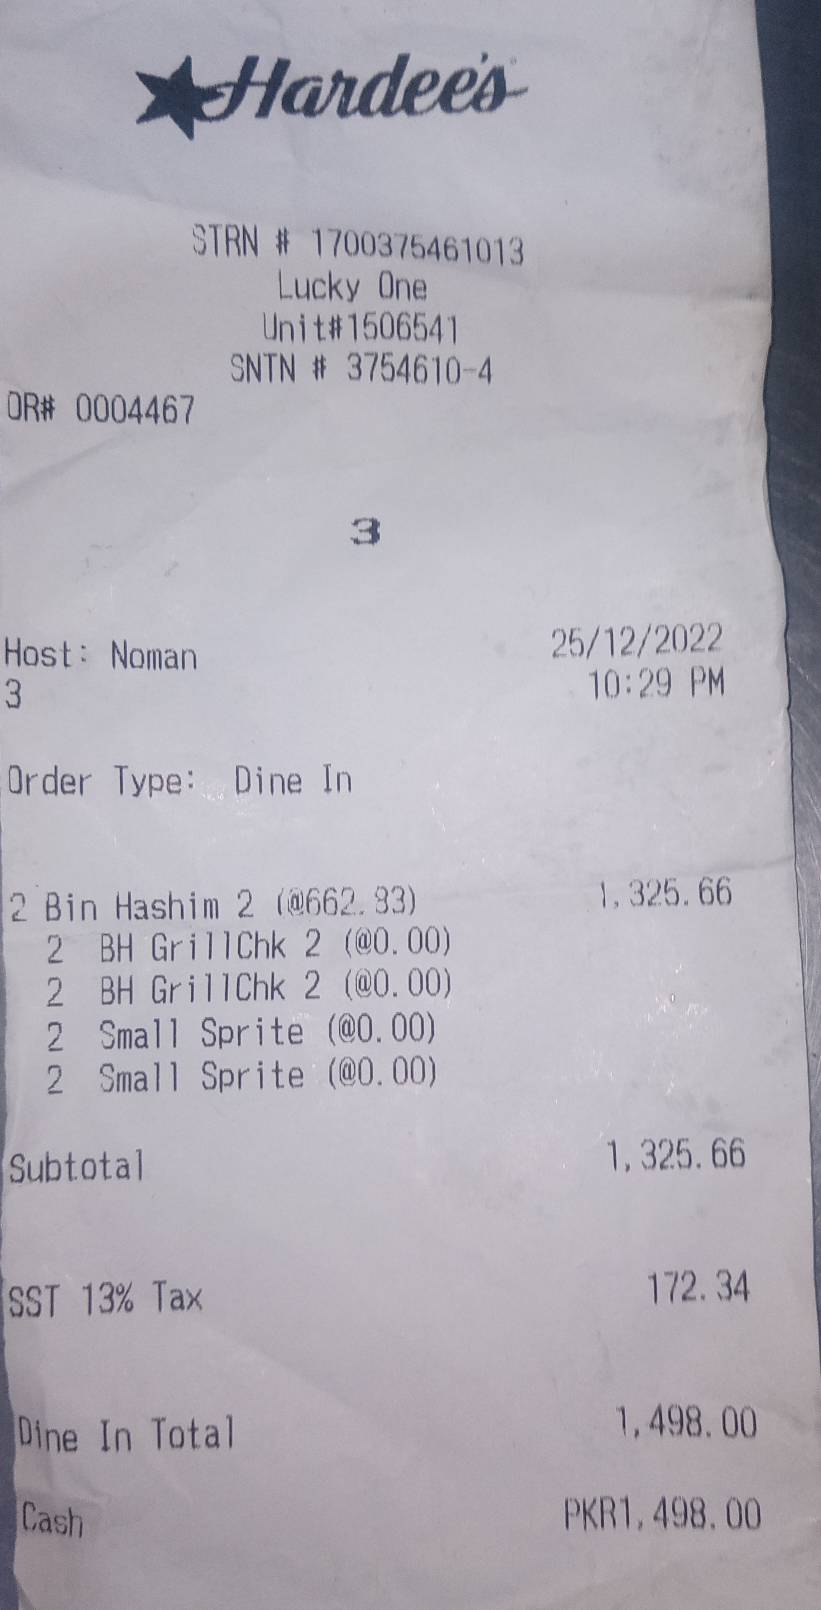 Hardee's
STRN # 1700375461013
Lucky One
Unit#1506541
SNTN # 3754610-4
OR# 0004467
3
Host: Noman 25/12/2022
3 10:29 PM
Order Type: Dine In
2 Bin Hashim 2 (@662.83) 1,325.66
2 BH GrillChk 2 (@0.00)
2 BH GrillChk 2 (@0.00)
2 Small Sprite (@0.00)
2 Small Sprite (@0.00)
Subtotal 1,325.66
SST 13% Tax 172.34
Dine In Total 1,498.00
Cash PKR1,498.00